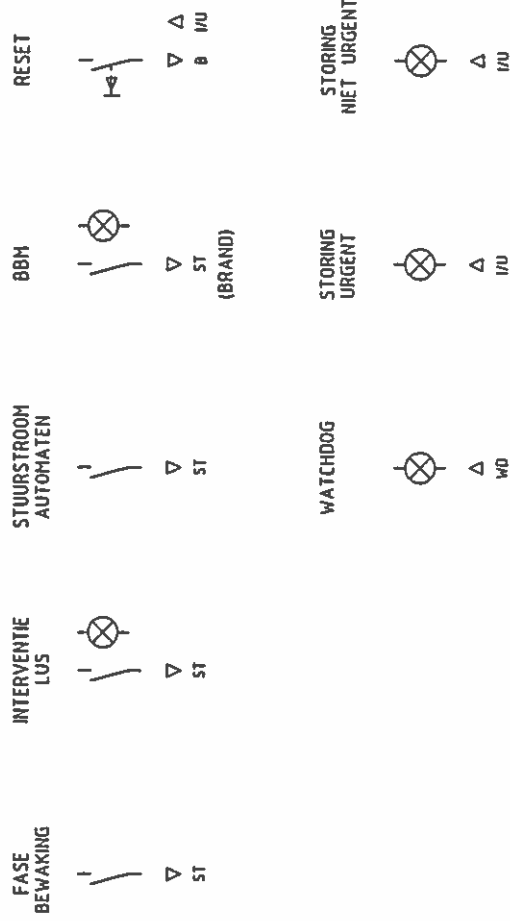 FASE
BEWAKING
ST
INTERVENTIE
LUS
ST
STUURSTROOM
AUTOMATEN
ST
BBM
ST
(BRAND)
RESET
B
I/U
WATCHDOG
WD
STORING
URGENT
I/U
STORING
NIET URGENT
I/U